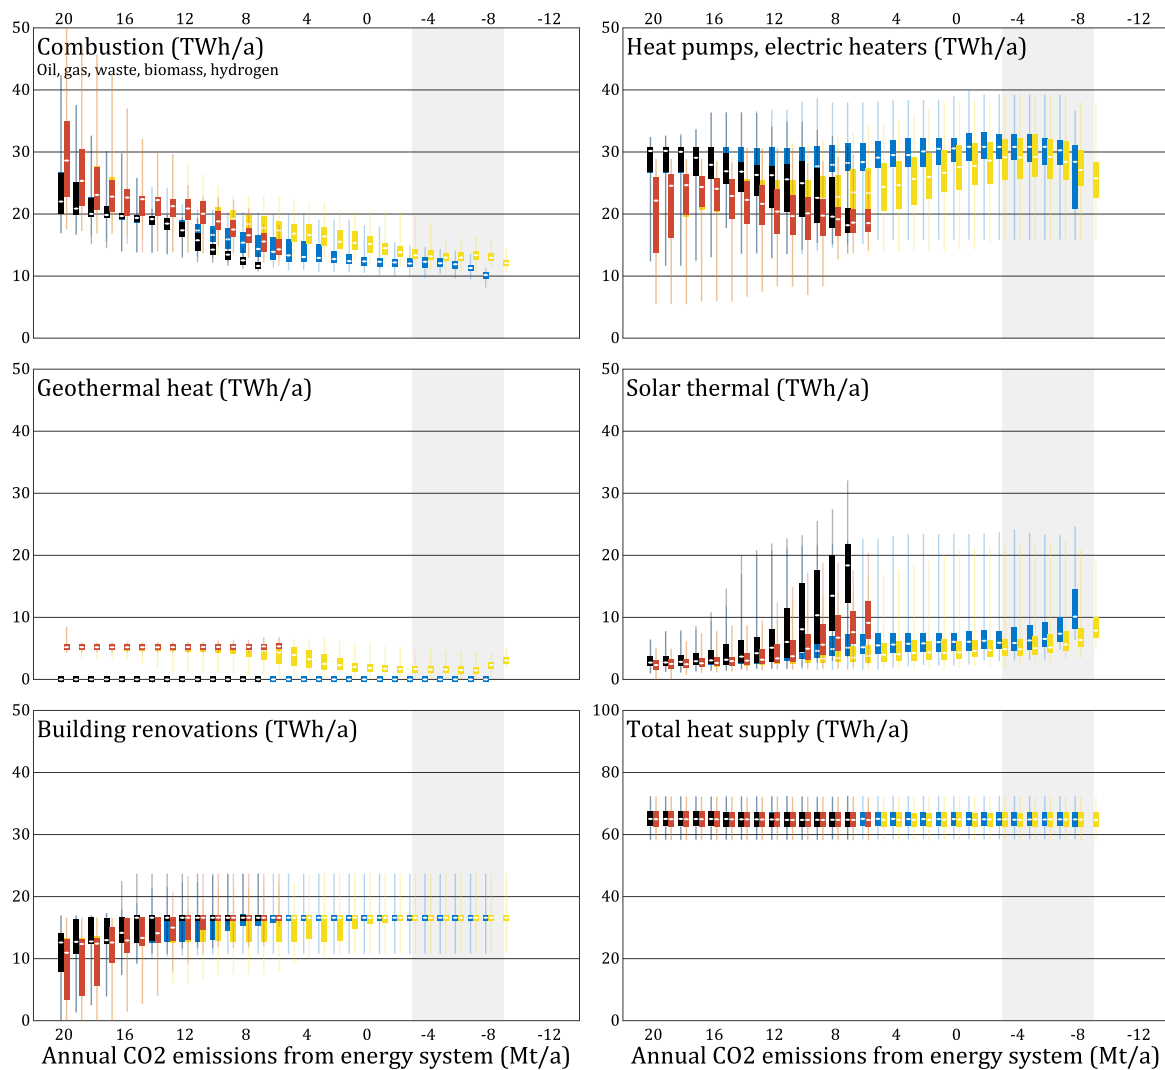 20 16 12 8 4 0 -4 -8 -12
20 16 12 8 4 0 -4 -8 -12
50
Combustion (TWh/a)
Oil, gas, waste, biomass, hydrogen
40
30
20
10
0
50
Heat pumps, electric heaters (TWh/a)
40
30
20
10
0
50
Geothermal heat (TWh/a)
40
30
20
10
0
50
Solar thermal (TWh/a)
40
30
20
10
0
50
Building renovations (TWh/a)
40
30
20
10
0
100
Total heat supply (TWh/a)
80
60
40
20
0
20 16 12 8 4 0 -4 -8 -12
Annual CO2 emissions from energy system (Mt/a)
20 16 12 8 4 0 -4 -8 -12
Annual CO2 emissions from energy system (Mt/a)